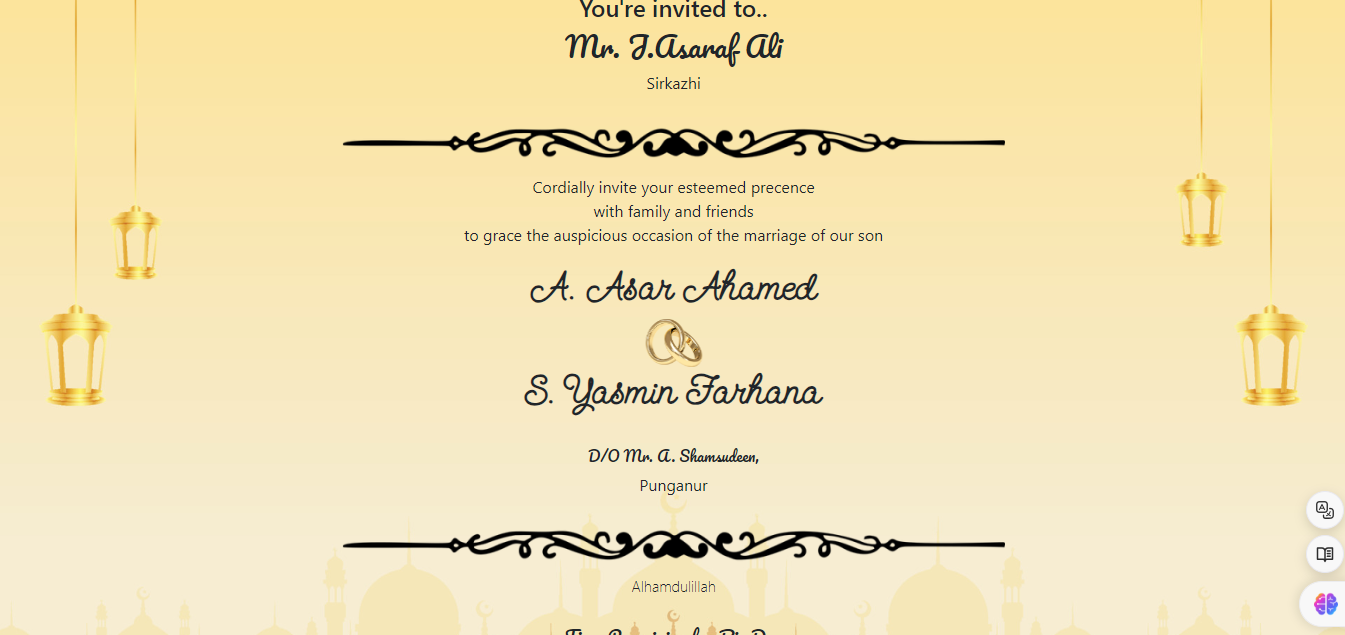 You're invited to..
Mr. J.Asaraf Ali
Sirkazhi
Cordially invite your esteemed precence
with family and friends
to grace the auspicious occasion of the marriage of our son
A. Asar Ahamed
S. Yasmin Farhana
D/O Mr. A. Shamsudeen,
Punganur
Alhamdulillah